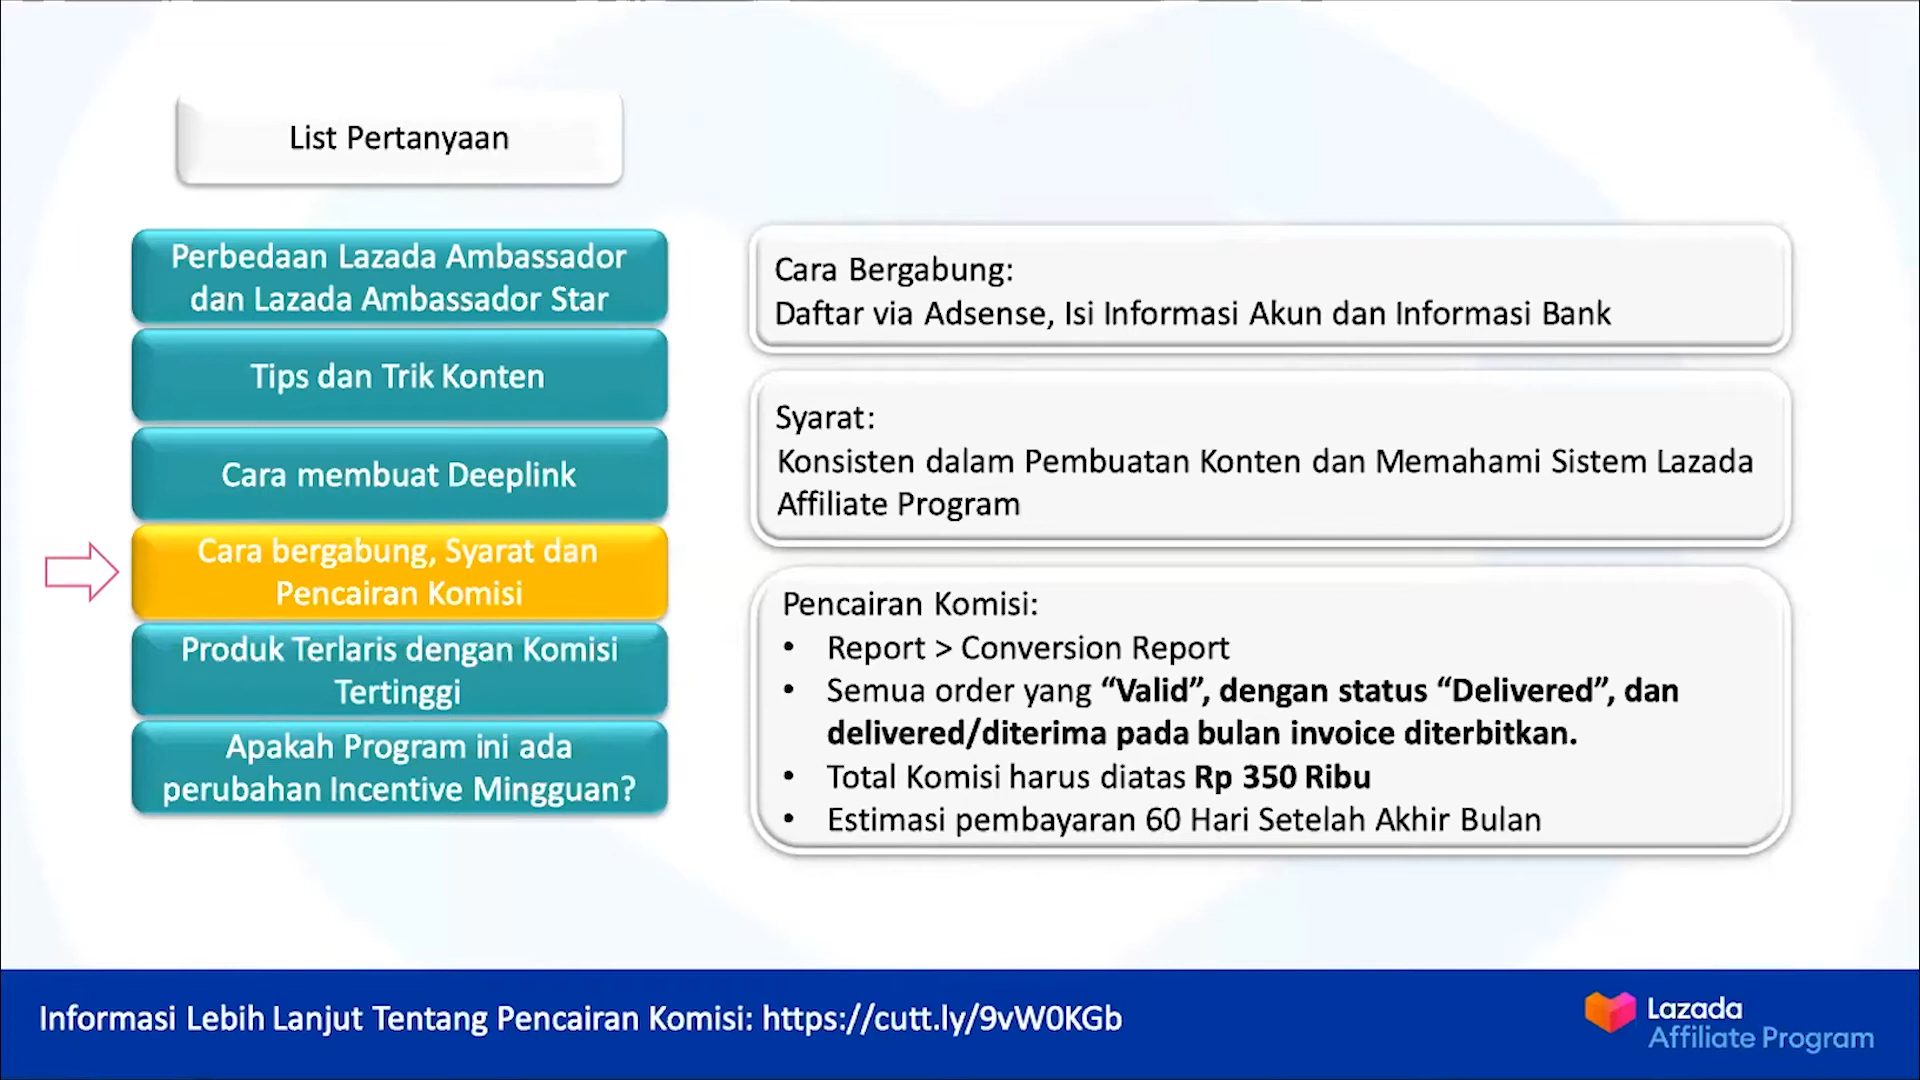 List Pertanyaan
Perbedaan Lazada Ambassador
dan Lazada Ambassador Star
Tips dan Trik Konten
Cara membuat Deeplink
Cara bergabung, Syarat dan
Pencairan Komisi
Produk Terlaris dengan Komisi
Tertinggi
Apakah Program ini ada
perubahan Incentive Mingguan?
Cara Bergabung:
Daftar via Adsense, Isi Informasi Akun dan Informasi Bank
Syarat:
Konsisten dalam Pembuatan Konten dan Memahami Sistem Lazada
Affiliate Program
Pencairan Komisi:
• Report > Conversion Report
• Semua order yang “Valid”, dengan status “Delivered”, dan
delivered/diterima pada bulan invoice diterbitkan.
• Total Komisi harus diatas Rp 350 Ribu
• Estimasi pembayaran 60 Hari Setelah Akhir Bulan
Informasi Lebih Lanjut Tentang Pencairan Komisi: https://cutt.ly/9vW0KGb
Lazada
Affiliate Program